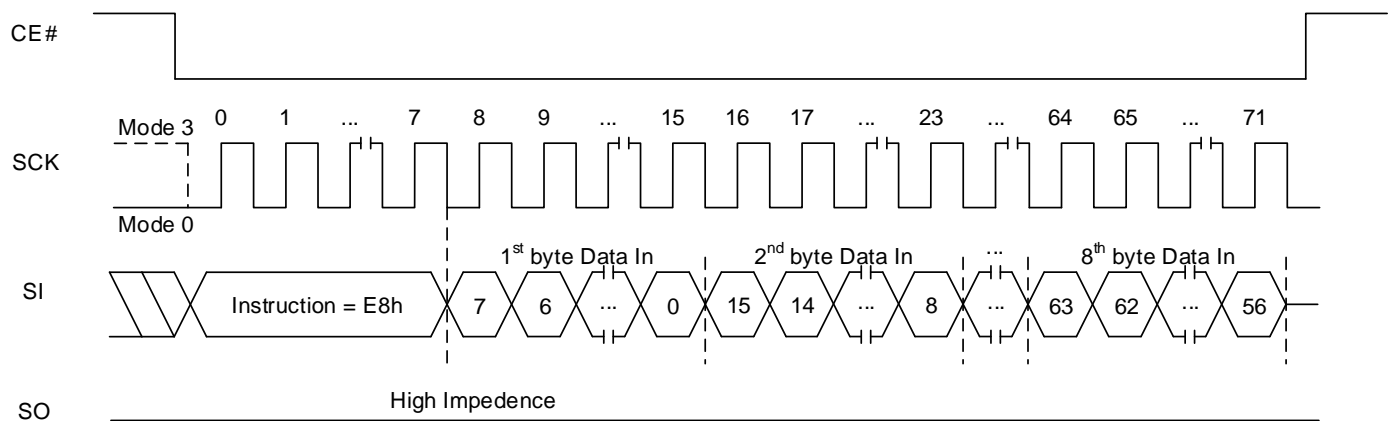 CE#
0 1 ... 7 8 9 ... 15 16 17 ... 23 ... 64 65 ... 71
Mode 3
SCK
Mode 0
1st byte Data In 2nd byte Data In ... 8th byte Data In
SI
Instruction = E8h 7 6 ... 0 15 14 ... 8 ... 63 62 ... 56
High Impedence
SO